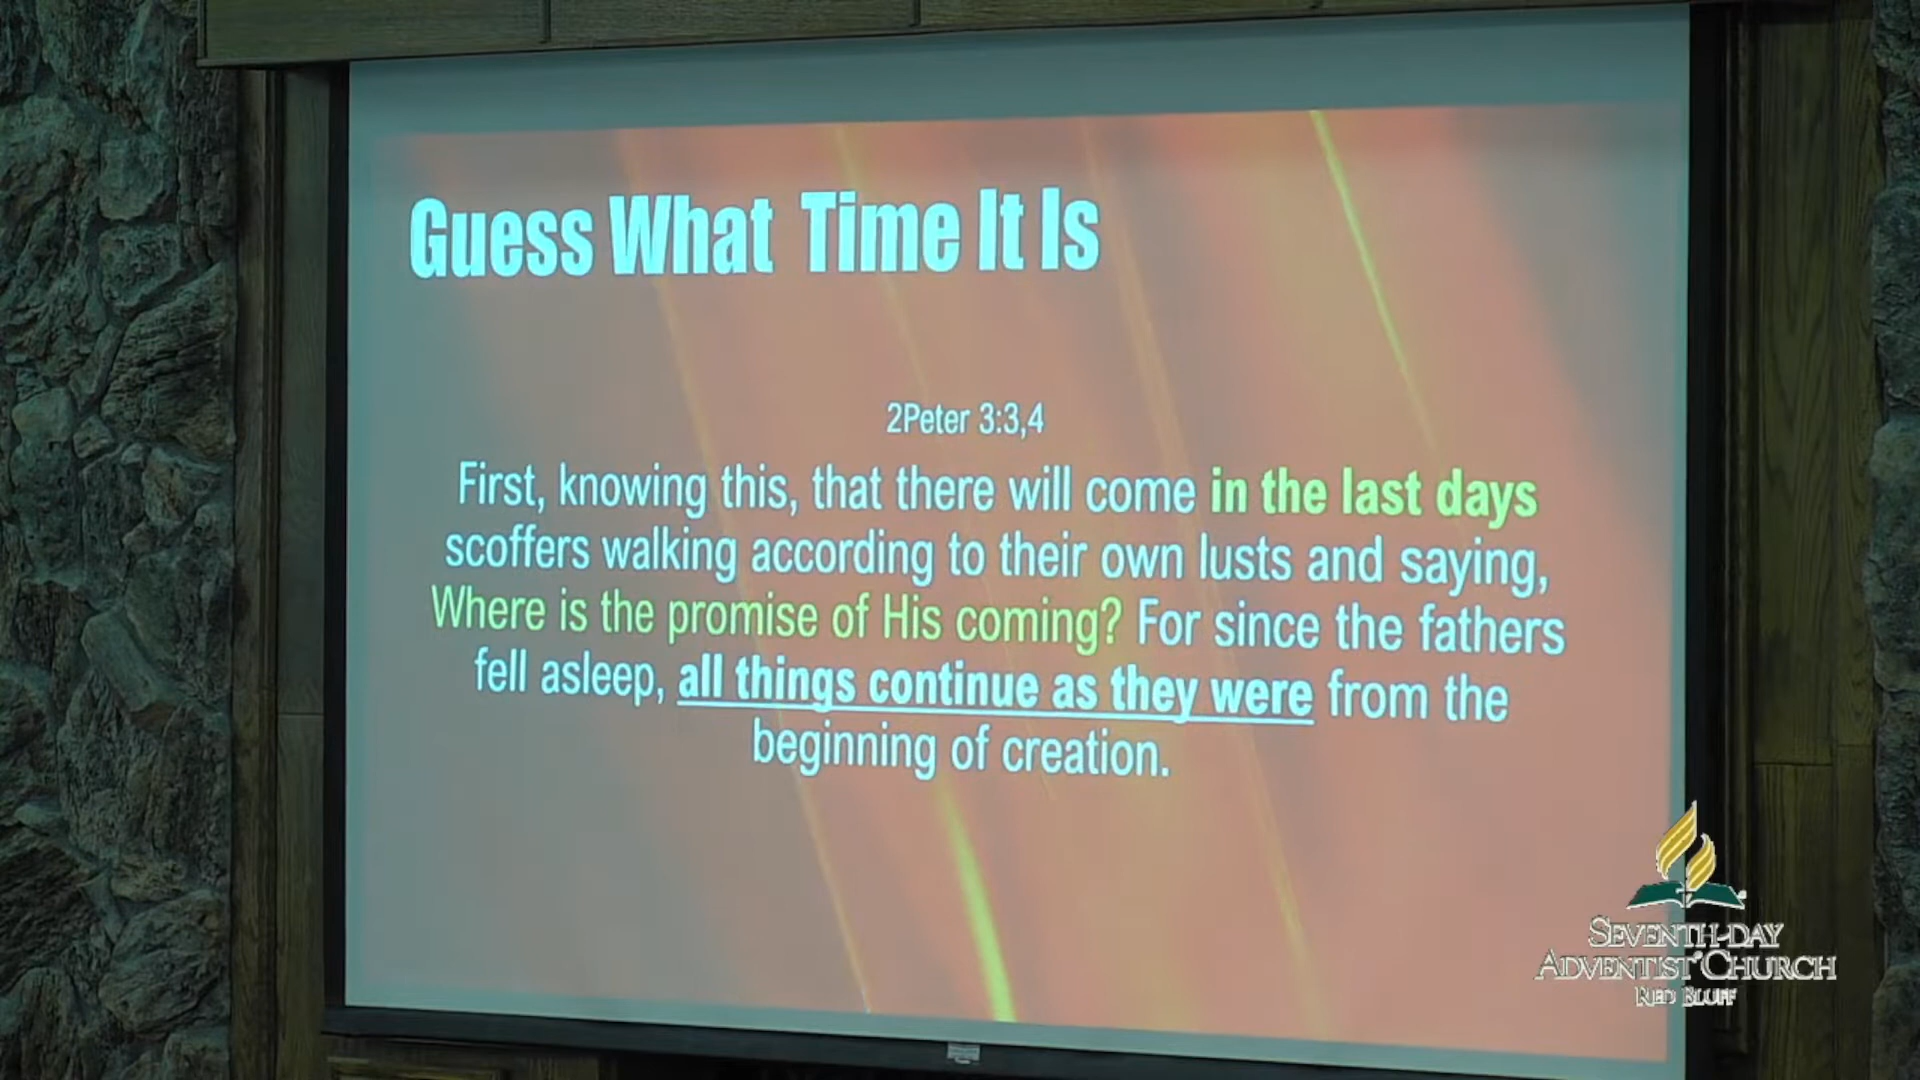 Guess What Time It Is
2Peter 3:3,4
First, knowing this, that there will come in the last days
scoffers walking according to their own lusts and saying,
Where is the promise of His coming? For since the fathers
fell asleep, all things continue as they were from the
beginning of creation.
SEVENTH-DAY
ADVENTIST CHURCH
RED BLUFF